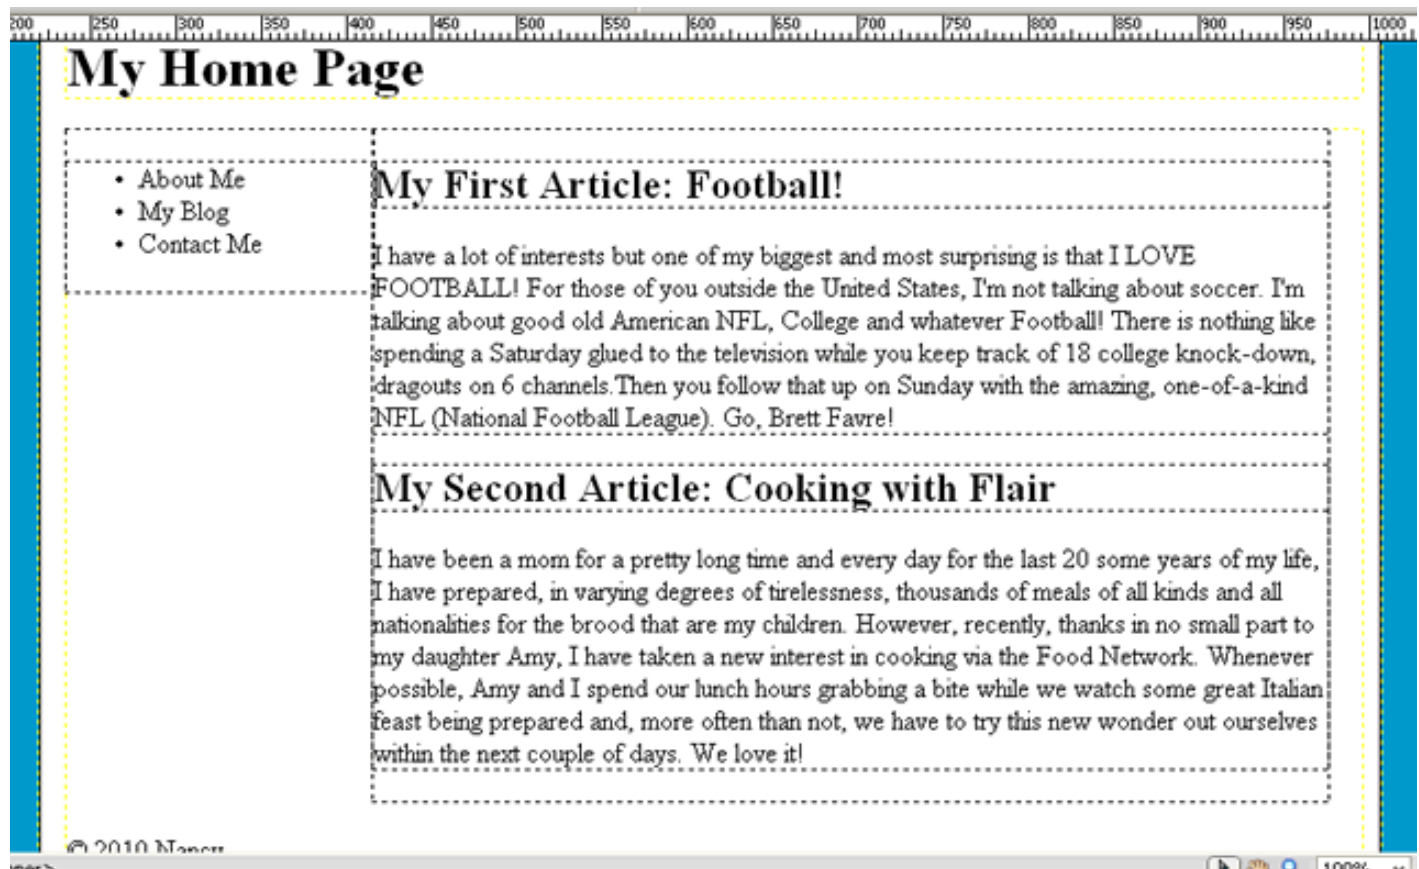 200 250 300 350 400 450 500 550 600 650 700 750 800 850 900 950 1000
My Home Page
• About Me
• My Blog
• Contact Me
My First Article: Football!
I have a lot of interests but one of my biggest and most surprising is that I LOVE
FOOTBALL! For those of you outside the United States, I'm not talking about soccer. I'm
talking about good old American NFL, College and whatever Football! There is nothing like
spending a Saturday glued to the television while you keep track of 18 college knock-down,
dragouts on 6 channels.Then you follow that up on Sunday with the amazing, one-of-a-kind
NFL (National Football League). Go, Brett Favre!
My Second Article: Cooking with Flair
I have been a mom for a pretty long time and every day for the last 20 some years of my life,
I have prepared, in varying degrees of tirelessness, thousands of meals of all kinds and all
nationalities for the brood that are my children. However, recently, thanks in no small part to
my daughter Amy, I have taken a new interest in cooking via the Food Network. Whenever
possible, Amy and I spend our lunch hours grabbing a bite while we watch some great Italian
feast being prepared and, more often than not, we have to try this new wonder out ourselves
within the next couple of days. We love it!
© 2010 Nancy
100%